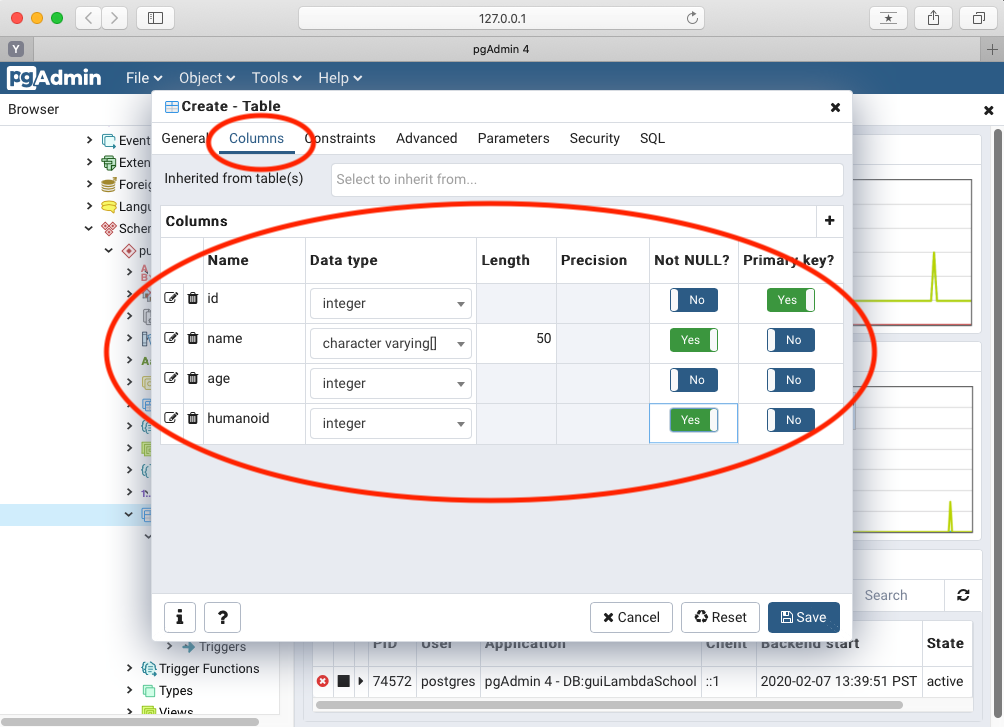 127.0.0.1
Y
pgAdmin 4
pgAdmin File Object Tools Help
Browser
Create - Table
General Columns Constraints Advanced Parameters Security SQL
Inherited from table(s) Select to inherit from...
Columns
Name Data type Length Precision Not NULL? Primary key?
id integer No Yes
name character varying[] 50 Yes No
age integer No No
humanoid integer Yes No
i ? Cancel Reset Save
Event
Exten
Foreig
Langu
Schem
pu
Triggers
Trigger Functions
Types
Views
Search
PID User Application Client Backend start State
74572 postgres pgAdmin 4 - DB:guiLambdaSchool ::1 2020-02-07 13:39:51 PST active